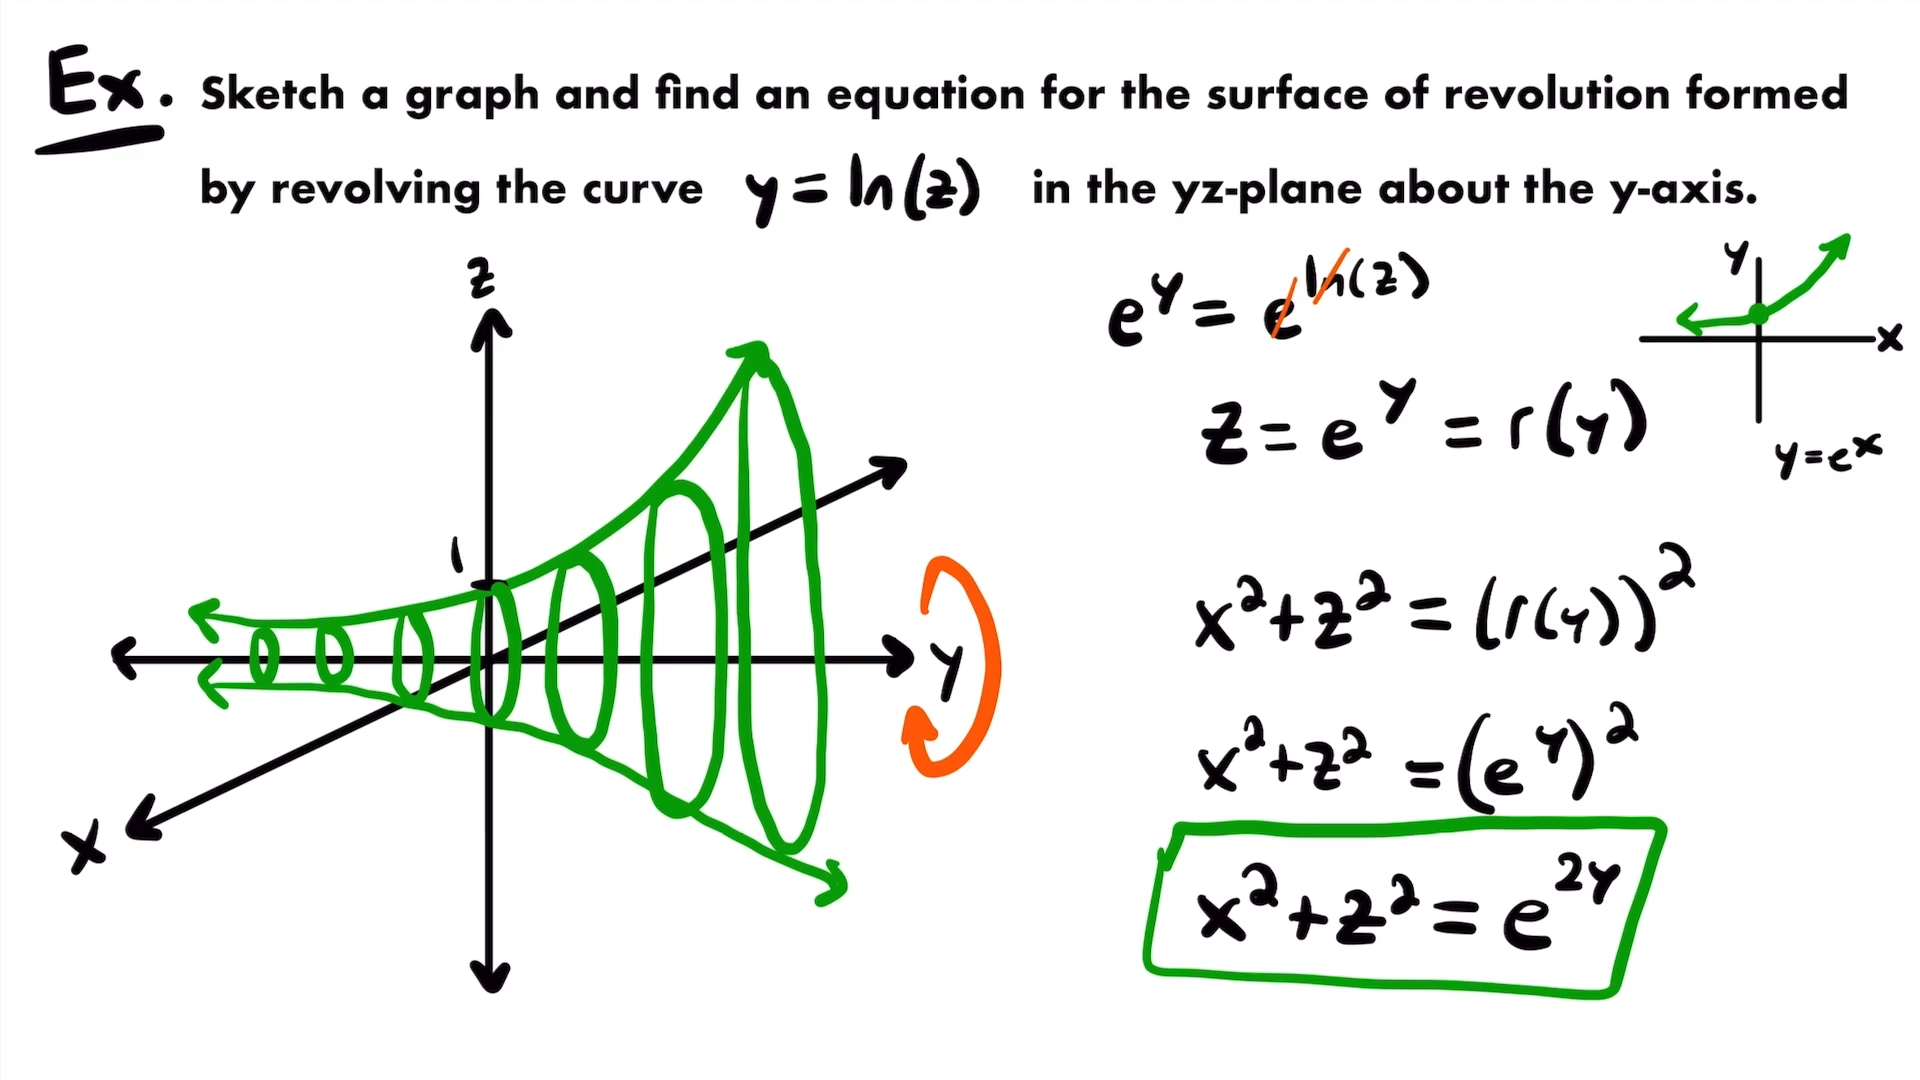 Ex. Sketch a graph and find an equation for the surface of revolution formed
by revolving the curve y = ln(z) in the yz-plane about the y-axis.
z
1
y
x
e^y = e^ln(z)
z = e^y = r(y)
x² + z² = (r(y))²
x² + z² = (e^y)²
x² + z² = e^2y
y
x
y = e^x